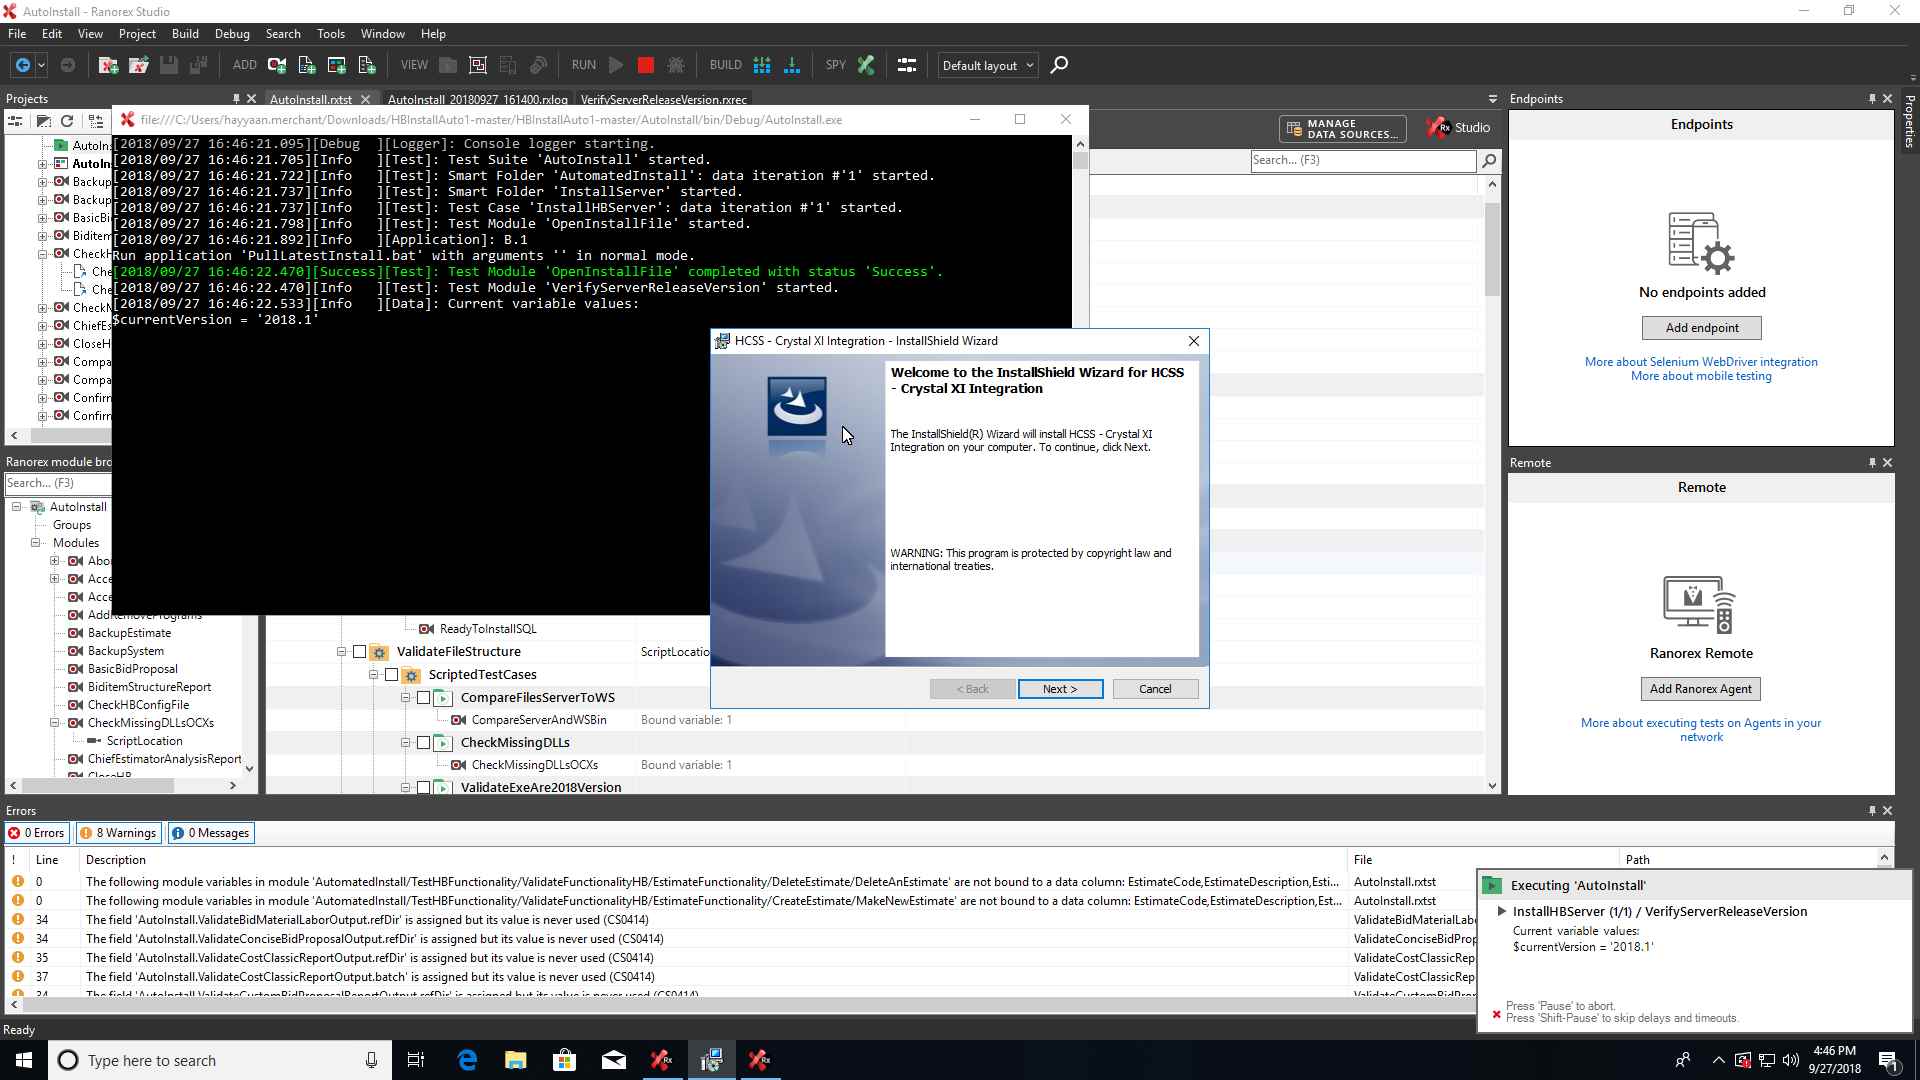 AutoInstall - Ranorex Studio
File Edit View Project Build Debug Search Tools Window Help
ADD VIEW RUN BUILD SPY Default layout
Projects
AutoInstall.rxtst AutoInstall_20180927_161400.rxlog VerifyServerReleaseVersion.rxrec
Endpoints
Properties
file:///C:/Users/hayyaan.merchant/Downloads/HBInstallAuto1-master/HBInstallAuto1-master/AutoInstall/bin/Debug/AutoInstall.exe
MANAGE
DATA SOURCES...
Studio
Search... (F3)
[2018/09/27 16:46:21.095][Debug  ][Logger]: Console logger starting.
[2018/09/27 16:46:21.705][Info   ][Test]: Test Suite 'AutoInstall' started.
[2018/09/27 16:46:21.722][Info   ][Test]: Smart Folder 'AutomatedInstall': data iteration #'1' started.
[2018/09/27 16:46:21.737][Info   ][Test]: Smart Folder 'InstallServer' started.
[2018/09/27 16:46:21.737][Info   ][Test]: Test Case 'InstallHBServer': data iteration #'1' started.
[2018/09/27 16:46:21.798][Info   ][Test]: Test Module 'OpenInstallFile' started.
[2018/09/27 16:46:21.892][Info   ][Application]: B.1
Run application 'PullLatestInstall.bat' with arguments '' in normal mode.
[2018/09/27 16:46:22.470][Success][Test]: Test Module 'OpenInstallFile' completed with status 'Success'.
[2018/09/27 16:46:22.470][Info   ][Test]: Test Module 'VerifyServerReleaseVersion' started.
[2018/09/27 16:46:22.533][Info   ][Data]: Current variable values:
$currentVersion = '2018.1'
AutoIns
AutoIn
Backup
Backup
BasicBi
Biditem
CheckH
Che
Che
CheckM
ChiefEs
CloseH
Compa
Compa
Confirr
Confirr
HCSS - Crystal XI Integration - InstallShield Wizard
Welcome to the InstallShield Wizard for HCSS
- Crystal XI Integration
The InstallShield(R) Wizard will install HCSS - Crystal XI
Integration on your computer. To continue, click Next.
WARNING: This program is protected by copyright law and
international treaties.
< Back Next > Cancel
Endpoints
No endpoints added
Add endpoint
More about Selenium WebDriver integration
More about mobile testing
Remote
Remote
Ranorex Remote
Add Ranorex Agent
More about executing tests on Agents in your
network
Ranorex module bro
Search... (F3)
AutoInstall
Groups
Modules
Abo
Acce
Acce
AddRemovePrograms
BackupEstimate
BackupSystem
BasicBidProposal
BiditemStructureReport
CheckHBConfigFile
CheckMissingDLLsOCXs
ScriptLocation
ChiefEstimatorAnalysisReport
CloseHB
ReadyToInstallSQL
ValidateFileStructure ScriptLocatio
ScriptedTestCases
CompareFilesServerToWS
CompareServerAndWSBin Bound variable: 1
CheckMissingDLLs
CheckMissingDLLsOCXs Bound variable: 1
ValidateExeAre2018Version
Errors
0 Errors 8 Warnings 0 Messages
! Line Description File Path
0 The following module variables in module 'AutomatedInstall/TestHBFunctionality/ValidateFunctionalityHB/EstimateFunctionality/DeleteEstimate/DeleteAnEstimate' are not bound to a data column: EstimateCode,EstimateDescription,Esti... AutoInstall.rxtst
0 The following module variables in module 'AutomatedInstall/TestHBFunctionality/ValidateFunctionalityHB/EstimateFunctionality/CreateEstimate/MakeNewEstimate' are not bound to a data column: EstimateCode,EstimateDescription,Est... AutoInstall.rxtst
34 The field 'AutoInstall.ValidateBidMaterialLaborOutput.refDir' is assigned but its value is never used (CS0414) ValidateBidMaterialLabo
34 The field 'AutoInstall.ValidateConciseBidProposalOutput.refDir' is assigned but its value is never used (CS0414) ValidateConciseBidProp
35 The field 'AutoInstall.ValidateCostClassicReportOutput.refDir' is assigned but its value is never used (CS0414) ValidateCostClassicRep
37 The field 'AutoInstall.ValidateCostClassicReportOutput.batch' is assigned but its value is never used (CS0414) ValidateCostClassicRep
34 The field 'AutoInstall.ValidateCustomBidProposalReportOutput.refDir' is assigned but its value is never used (CS0414) ValidateCustomBidProp
Executing 'AutoInstall'
InstallHBServer (1/1) / VerifyServerReleaseVersion
Current variable values:
$currentVersion = '2018.1'
Press 'Pause' to abort.
Press 'Shift-Pause' to skip delays and timeouts.
Ready
Type here to search
4:46 PM
9/27/2018
1